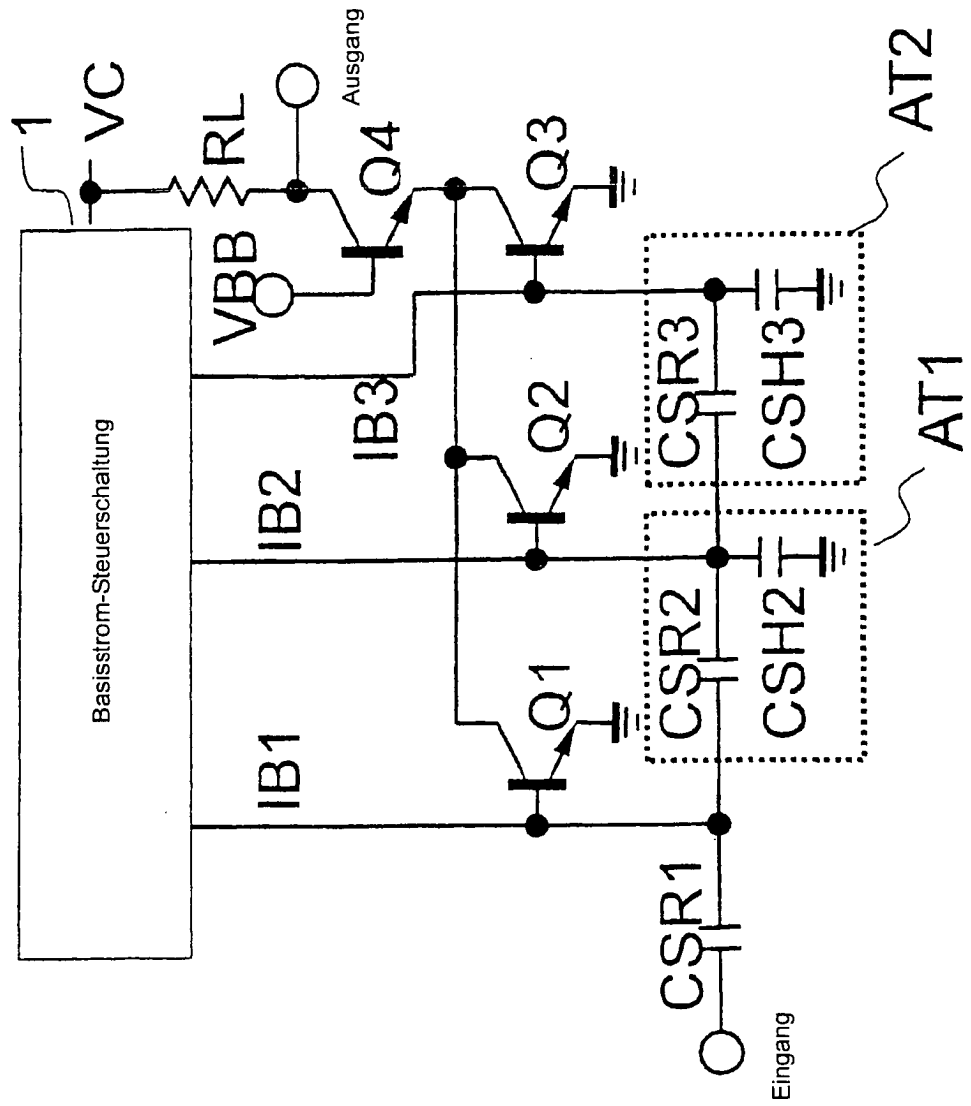 1
VC
RL
Ausgang
VBB
Q4
Basisstrom-Steuerschaltung
IB1
IB2
IB3
Q1
Q2
Q3
CSR1
CSR2
CSR3
CSH2
CSH3
Eingang
AT1
AT2